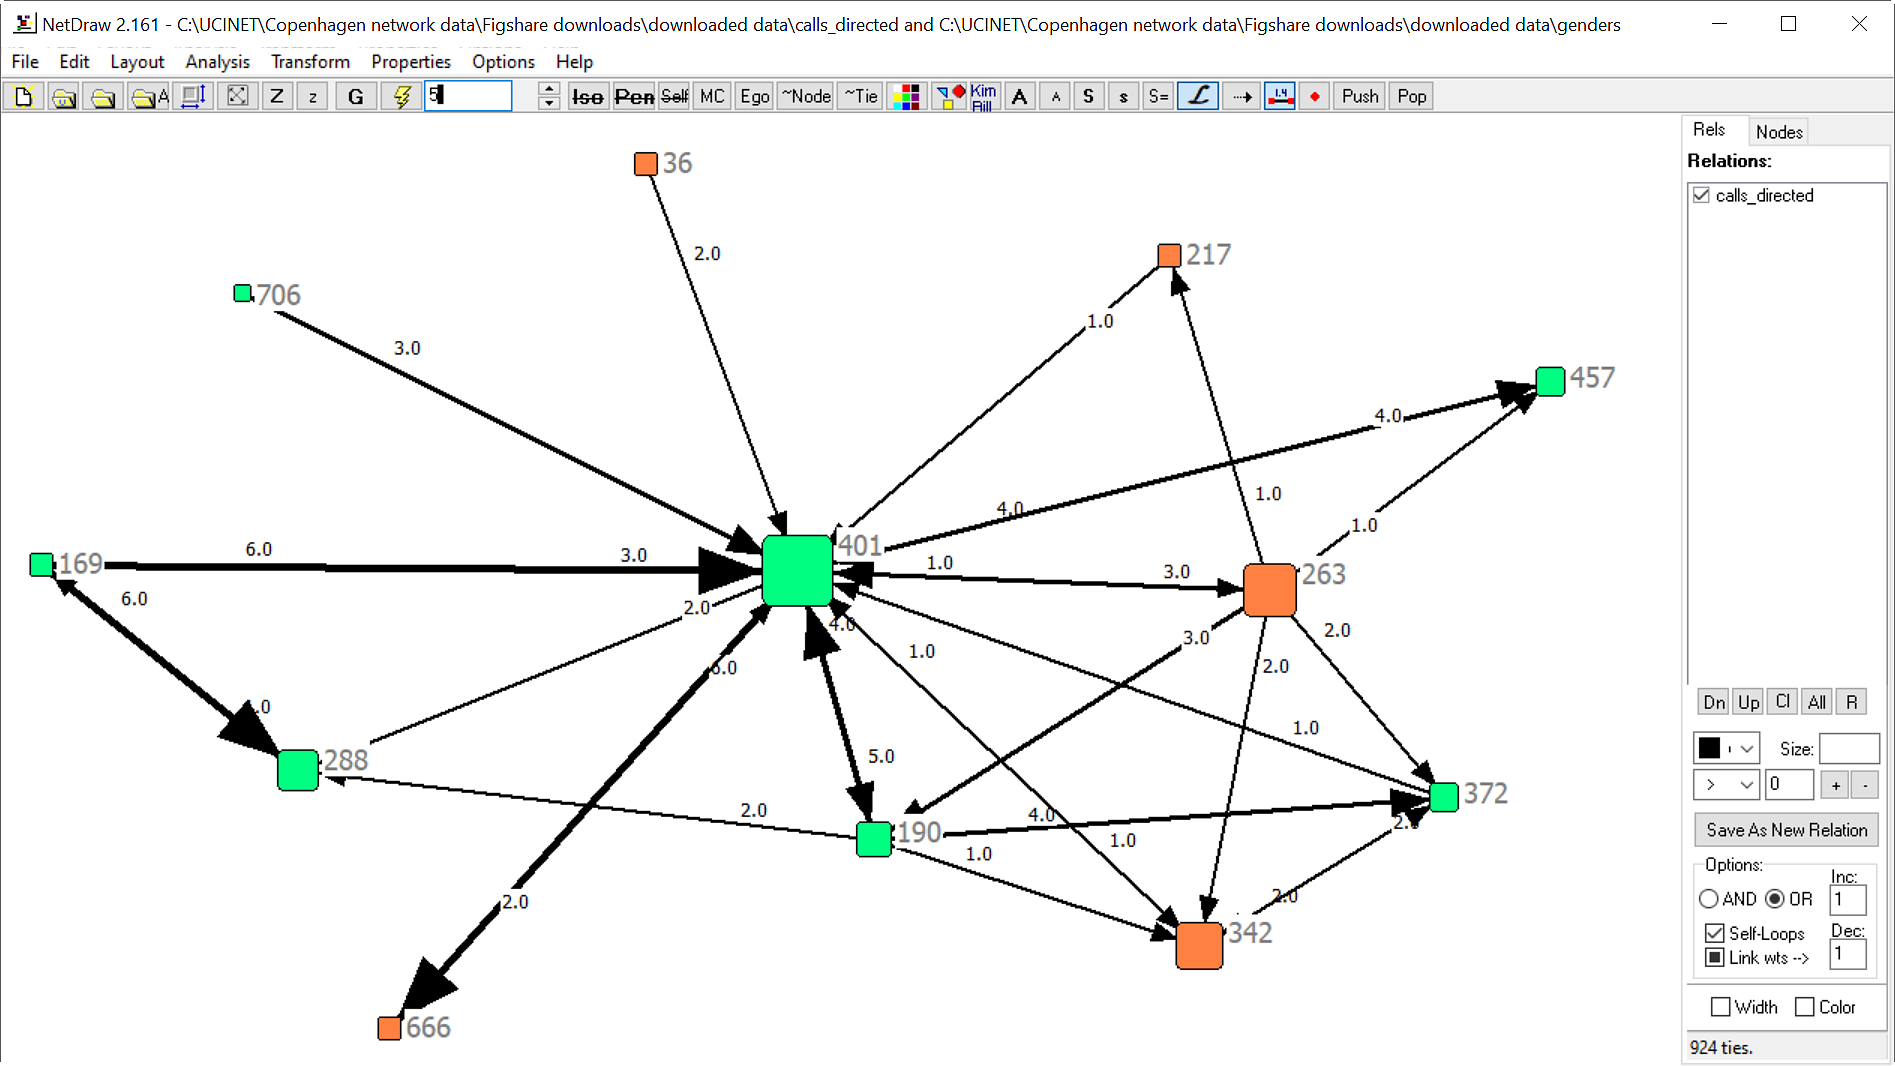 NetDraw 2.161 - C:\UCINET\Copenhagen network data\Figshare downloads\downloaded data\calls_directed and C:\UCINET\Copenhagen network data\Figshare downloads\downloaded data\genders
File Edit Layout Analysis Transform Properties Options Help
A Z z G 5 Iso Pen Self MC Ego ~Node ~Tie Kim Rill A A S s S= L 1.4 Push Pop
Rels Nodes
Relations:
calls_directed
36
2.0
217
706
1.0
3.0
457
4.0
1.0
4.0
1.0
401
169
6.0
3.0
1.0
3.0
263
6.0
2.0
4.0
3.0
2.0
1.0
6.0
2.0
.0
1.0
288
5.0
372
2.0
4.0
2.0
190
1.0
1.0
2.0
2.0
342
666
Dn Up Cl All R
Size:
> 0 + -
Save As New Relation
Options:
Inc:
AND OR 1
Self-Loops Dec:
Link wts --> 1
Width Color
924 ties.